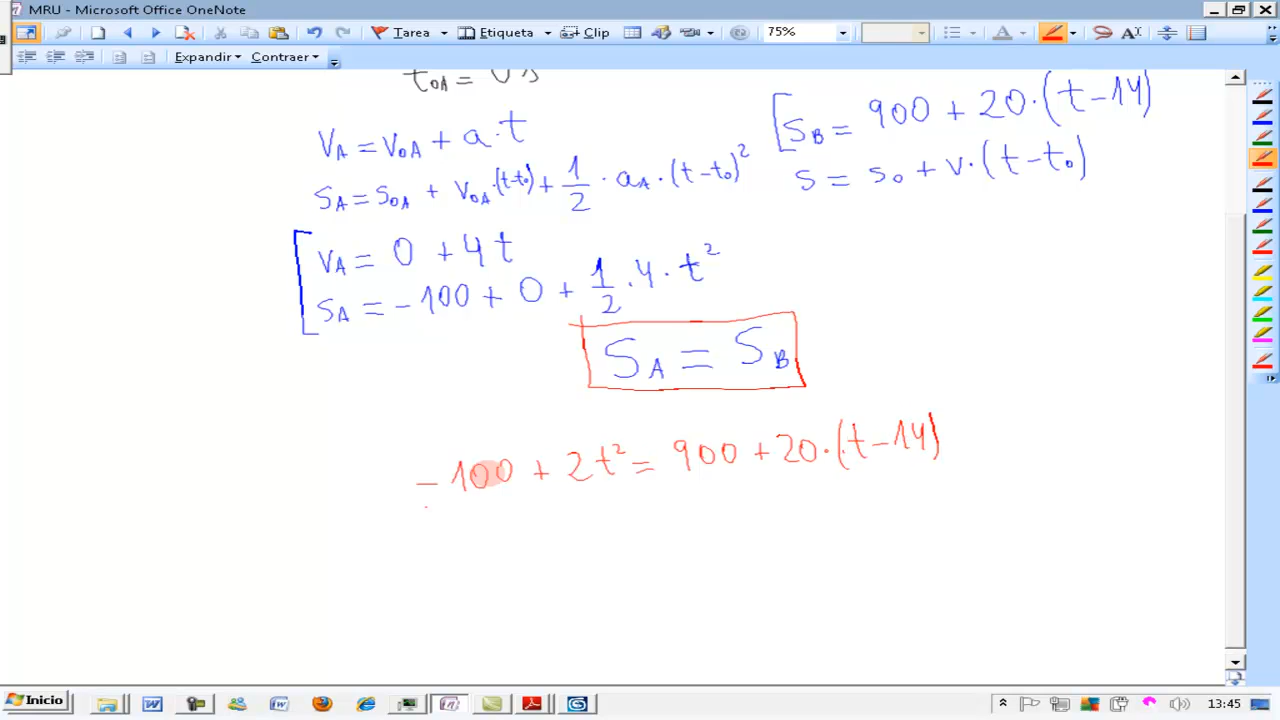 MRU - Microsoft Office OneNote
Tarea Etiqueta Clip 75%
Expandir Contraer
t₀A = 0 s
VA = V₀A + a · t
SA = S₀A + V₀A · (t-t₀) + 1/2 · aA · (t-t₀)²
VA = 0 + 4t
SA = -100 + 0 + 1/2 · 4 · t²
SB = 900 + 20 · (t-14)
S = S₀ + V · (t-t₀)
SA = SB
-100 + 2t² = 900 + 20 · (t-14)
Inicio 13:45